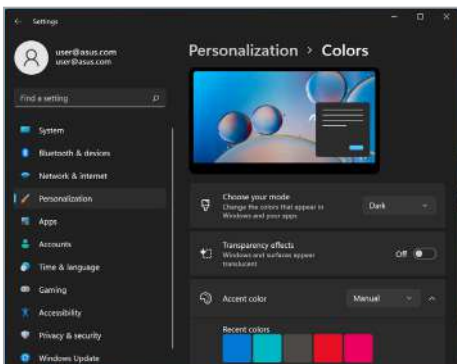 Settings
user@asus.com
user@asus.com
Find a setting
System
Bluetooth & devices
Network & internet
Personalization
Apps
Accounts
Time & language
Gaming
Accessibility
Privacy & security
Windows Update
Personalization > Colors
Choose your mode
Change the colors that appear in
Windows and your apps
Dark
Transparency effects
Windows and surfaces appear
translucent
Off
Accent color
Manual
Recent colors